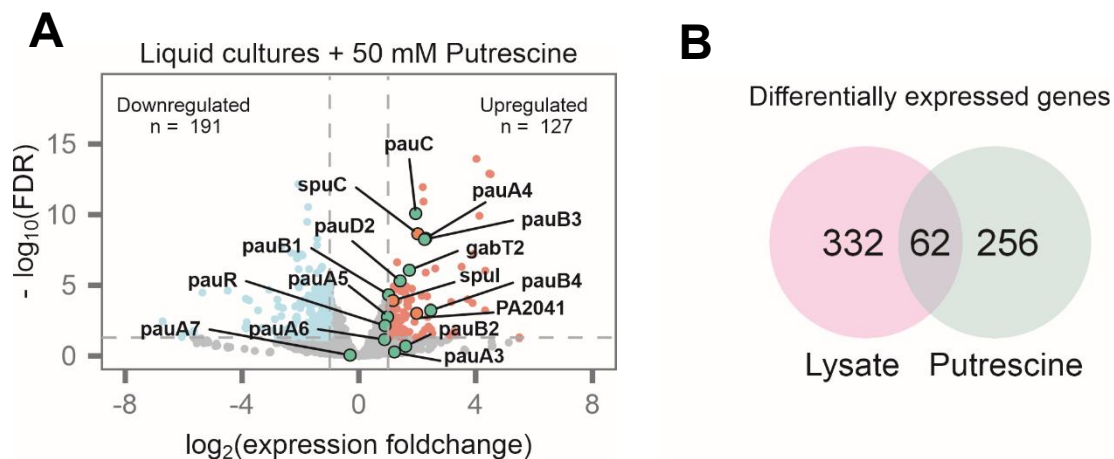 A
Liquid cultures + 50 mM Putrescine
Downregulated
n = 191
Upregulated
n = 127
pauC
spuC
pauA4
pauD2
pauB3
pauB1
gabT2
pauA5
spuI
pauR
pauB4
PA2041
pauA7
pauA6
pauB2
pauA3
15
10
5
0
- log10(FDR)
-8
-4
0
4
8
log2(expression foldchange)
B
Differentially expressed genes
332
62
256
Lysate
Putrescine